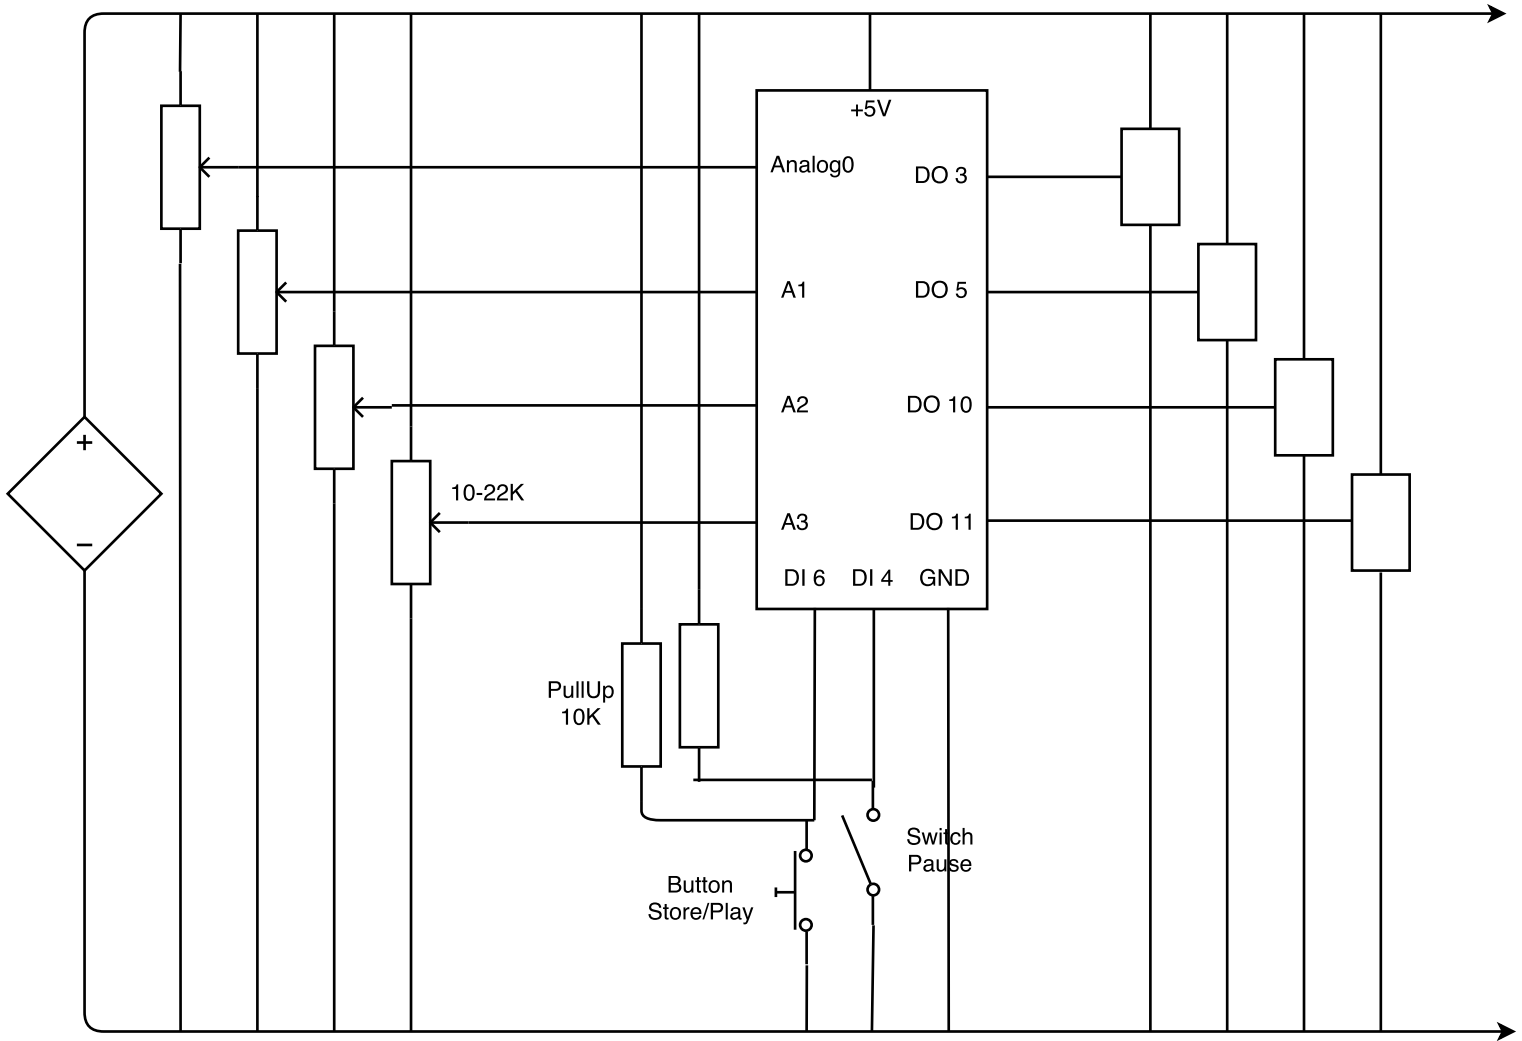 +5V
Analog0
DO 3
A1
DO 5
A2
DO 10
10-22K
A3
DO 11
DI 6
DI 4
GND
PullUp
10K
Switch
Pause
Button
Store/Play
+
−